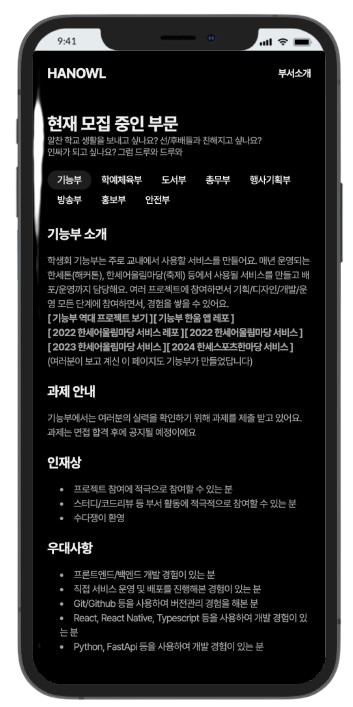 9:41
HANOWL 부서소개
현재 모집 중인 부문
알찬 학교 생활을 보내고 싶나요? 선/후배들과 친해지고 싶나요?
인싸가 되고 싶나요? 그럼 드루와 드루와
기능부 학예체육부 도서부 총무부 행사기획부
방송부 홍보부 안전부
기능부 소개
학생회 기능부는 주로 교내에서 사용할 서비스를 만들어요. 매년 운영되는
한세톤(해커톤), 한세어울림마당(축제) 등에서 사용될 서비스를 만들고 배
포/운영까지 담당해요. 여러 프로젝트에 참여하면서 기획/디자인/개발/운
영 모든 단계에 참여하면서, 경험을 쌓을 수 있어요.
[ 기능부 역대 프로젝트 보기 ][ 기능부 한움 앱 레포 ]
[ 2022 한세어울림마당 서비스 레포 ][ 2022 한세어울림마당 서비스 ]
[ 2023 한세어울림마당 서비스 ][ 2024 한세스포츠한마당 서비스 ]
(여러분이 보고 계신 이 페이지도 기능부가 만들었답니다)
과제 안내
기능부에서는 여러분의 실력을 확인하기 위해 과제를 제출 받고 있어요.
과제는 면접 합격 후에 공지될 예정이에요
인재상
• 프로젝트 참여에 적극으로 참여할 수 있는 분
• 스터디/코드리뷰 등 부서 활동에 적극적으로 참여할 수 있는 분
• 수다쟁이 환영
우대사항
• 프론트엔드/백엔드 개발 경험이 있는 분
• 직접 서비스 운영 및 배포를 진행해본 경험이 있는 분
• Git/Github 등을 사용하여 버전관리 경험을 해본 분
• React, React Native, Typescript 등을 사용하여 개발 경험이 있
는 분
• Python, FastApi 등을 사용하여 개발 경험이 있는 분